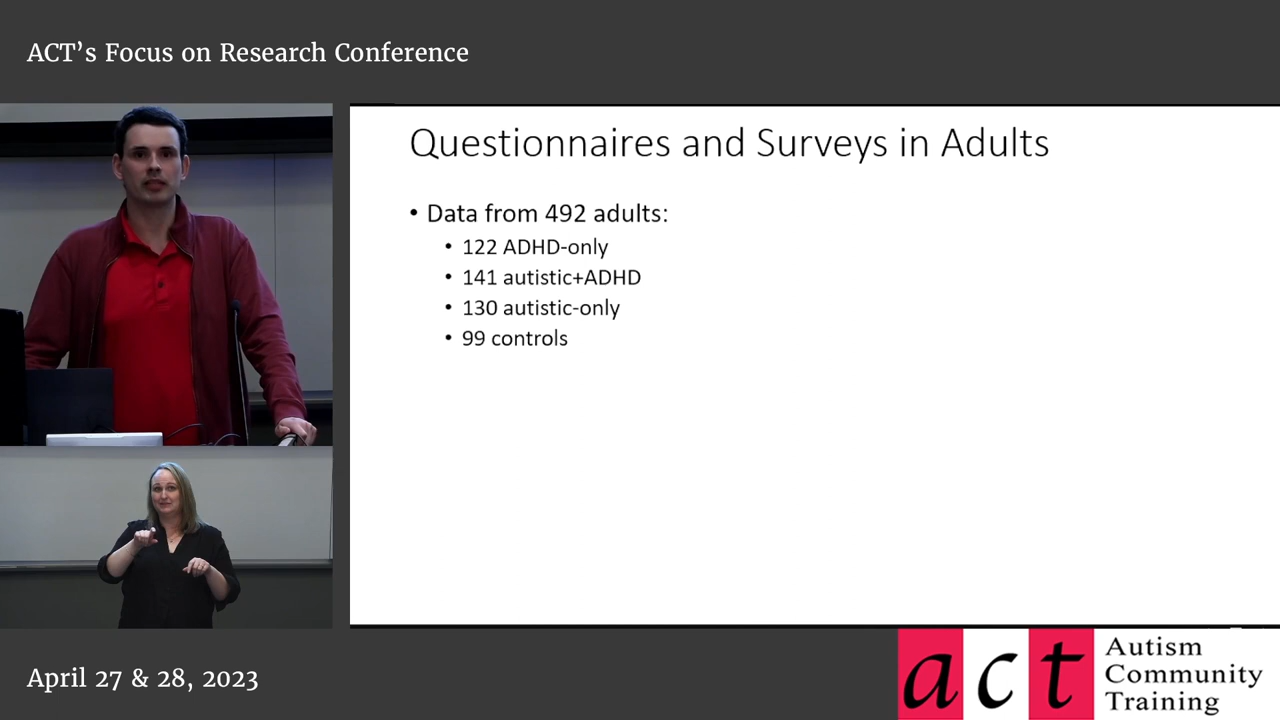 ACT’s Focus on Research Conference
Questionnaires and Surveys in Adults
• Data from 492 adults:
• 122 ADHD-only
• 141 autistic+ADHD
• 130 autistic-only
• 99 controls
April 27 & 28, 2023
act
Autism
Community
Training